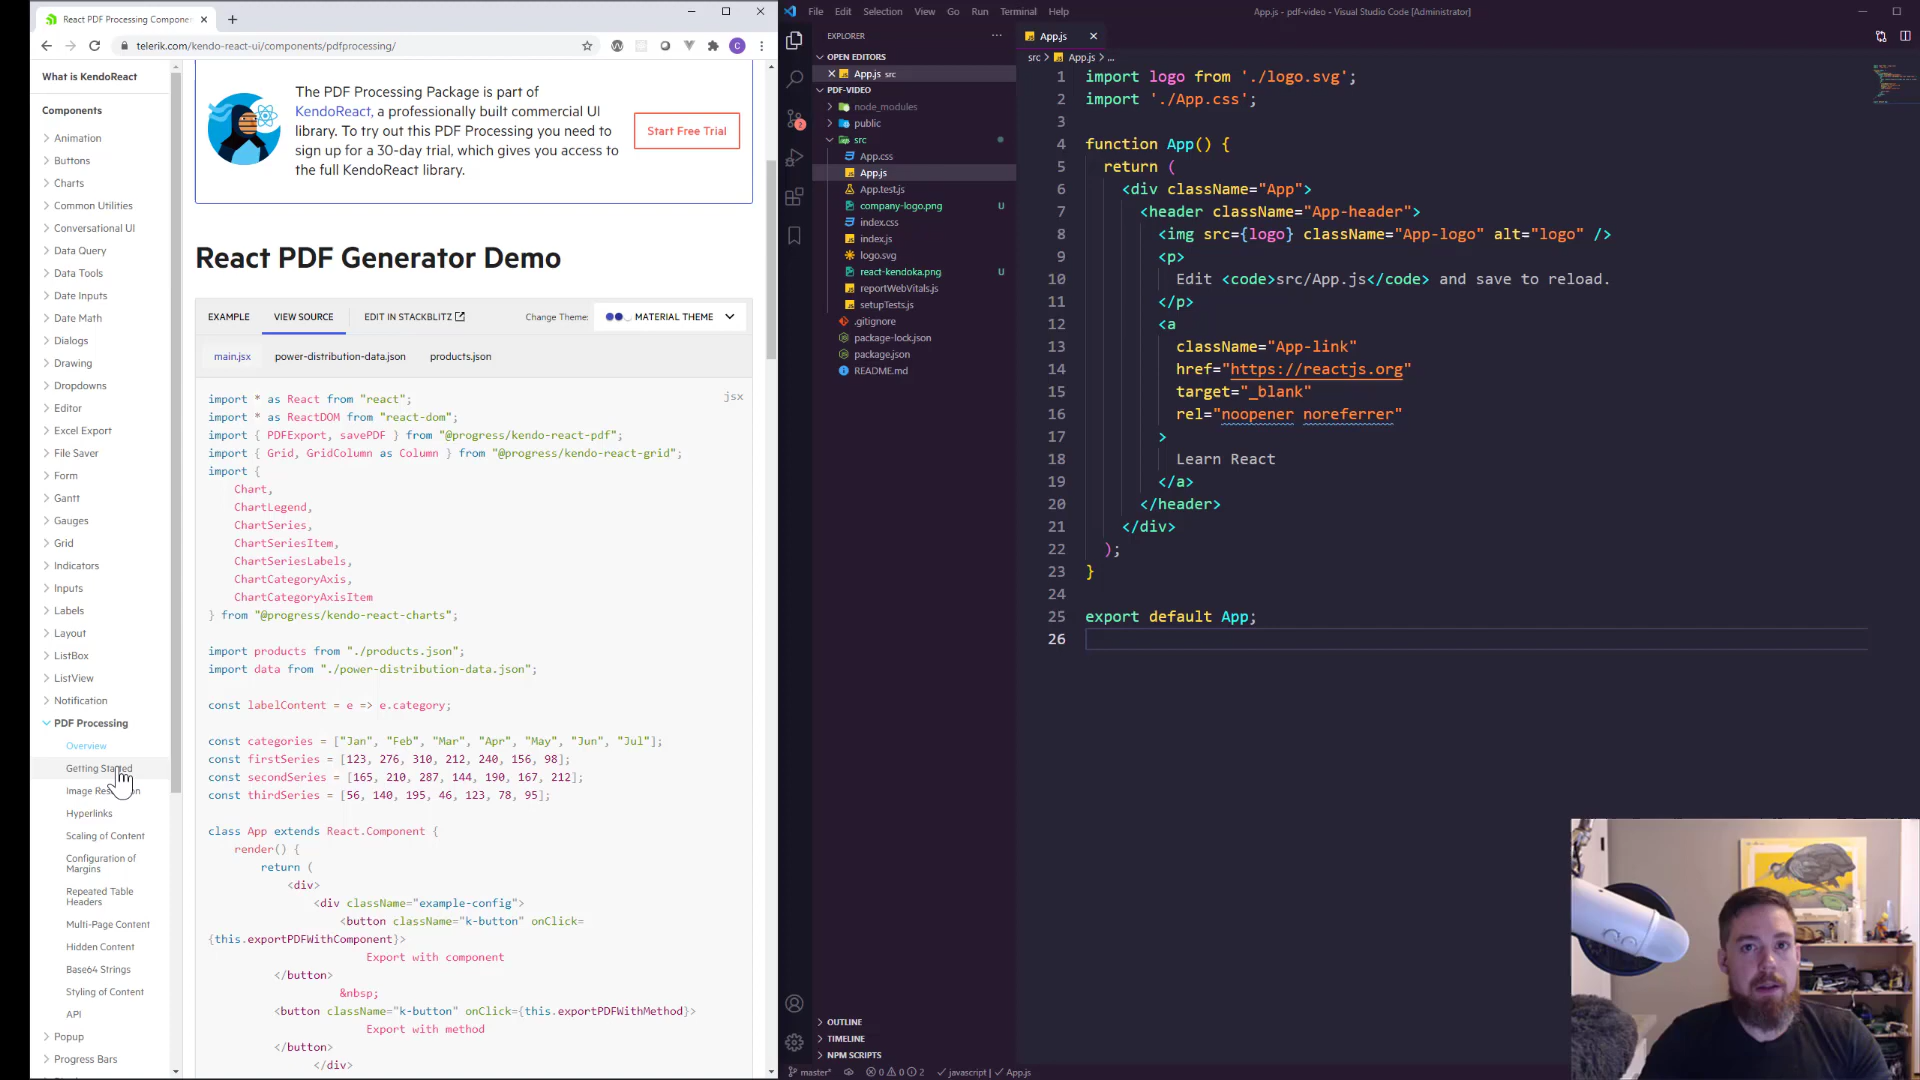 React PDF Processing Componen
telerik.com/kendo-react-ui/components/pdfprocessing/
C
What is KendoReact
Components
Animation
Buttons
Charts
Common Utilities
Conversational UI
Data Query
Data Tools
Date Inputs
Date Math
Dialogs
Drawing
Dropdowns
Editor
Excel Export
File Saver
Form
Gantt
Gauges
Grid
Indicators
Inputs
Labels
Layout
ListBox
ListView
Notification
PDF Processing
Overview
Getting Started
Hyperlinks
Scaling of Content
Configuration of
Margins
Repeated Table
Headers
Multi-Page Content
Hidden Content
Base64 Strings
Styling of Content
API
Popup
Progress Bars
The PDF Processing Package is part of
KendoReact, a professionally built commercial UI
library. To try out this PDF Processing you need to
sign up for a 30-day trial, which gives you access to
the full KendoReact library.
Start Free Trial
React PDF Generator Demo
EXAMPLE VIEW SOURCE EDIT IN STACKBLITZ Change Theme: MATERIAL THEME
main.jsx power-distribution-data.json products.json
jsx
import * as React from "react";
import * as ReactDOM from "react-dom";
import { PDFExport, savePDF } from "@progress/kendo-react-pdf";
import { Grid, GridColumn as Column } from "@progress/kendo-react-grid";
import {
Chart,
ChartLegend,
ChartSeries,
ChartSeriesItem,
ChartSeriesLabels,
ChartCategoryAxis,
ChartCategoryAxisItem
} from "@progress/kendo-react-charts";
import products from "./products.json";
import data from "./power-distribution-data.json";
const labelContent = e => e.category;
const categories = ["Jan", "Feb", "Mar", "Apr", "May", "Jun", "Jul"];
const firstSeries = [123, 276, 310, 212, 240, 156, 98];
const secondSeries = [165, 210, 287, 144, 190, 167, 212];
const thirdSeries = [56, 140, 195, 46, 123, 78, 95];
class App extends React.Component {
render() {
return (
<div>
<div className="example-config">
<button className="k-button" onClick=
{this.exportPDFWithComponent}>
Export with component
</button>
&nbsp;
<button className="k-button" onClick={this.exportPDFWithMethod}>
Export with method
</button>
</div>
File Edit Selection View Go Run Terminal Help App.js - pdf-video - Visual Studio Code [Administrator]
EXPLORER
OPEN EDITORS
App.js src
PDF-VIDEO
node_modules
public
src
App.css
App.js
App.test.js
company-logo.png U
index.css
index.js
logo.svg
react-kendoka.png U
reportWebVitals.js
setupTests.js
.gitignore
package-lock.json
package.json
README.md
2
OUTLINE
TIMELINE
NPM SCRIPTS
App.js
src > App.js > ...
1 import logo from './logo.svg';
2 import './App.css';
3
4 function App() {
5 return (
6 <div className="App">
7 <header className="App-header">
8 <img src={logo} className="App-logo" alt="logo" />
9 <p>
10 Edit <code>src/App.js</code> and save to reload.
11 </p>
12 <a
13 className="App-link"
14 href="https://reactjs.org"
15 target="_blank"
16 rel="noopener noreferrer"
17 >
18 Learn React
19 </a>
20 </header>
21 </div>
22 );
23 }
24
25 export default App;
26
master* 0 0 2 javascript | App.js